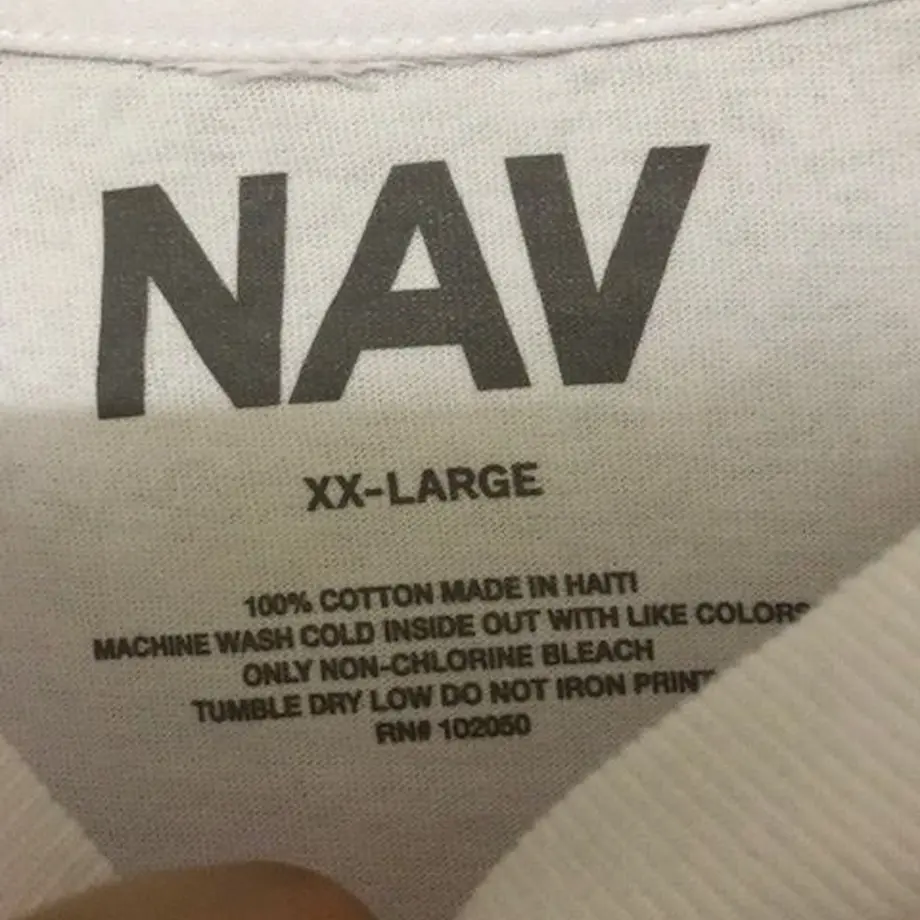 NAV
XX-LARGE
100% COTTON MADE IN HAITI
MACHINE WASH COLD INSIDE OUT WITH LIKE COLORS
ONLY NON-CHLORINE BLEACH
TUMBLE DRY LOW DO NOT IRON PRINT
RN# 102050